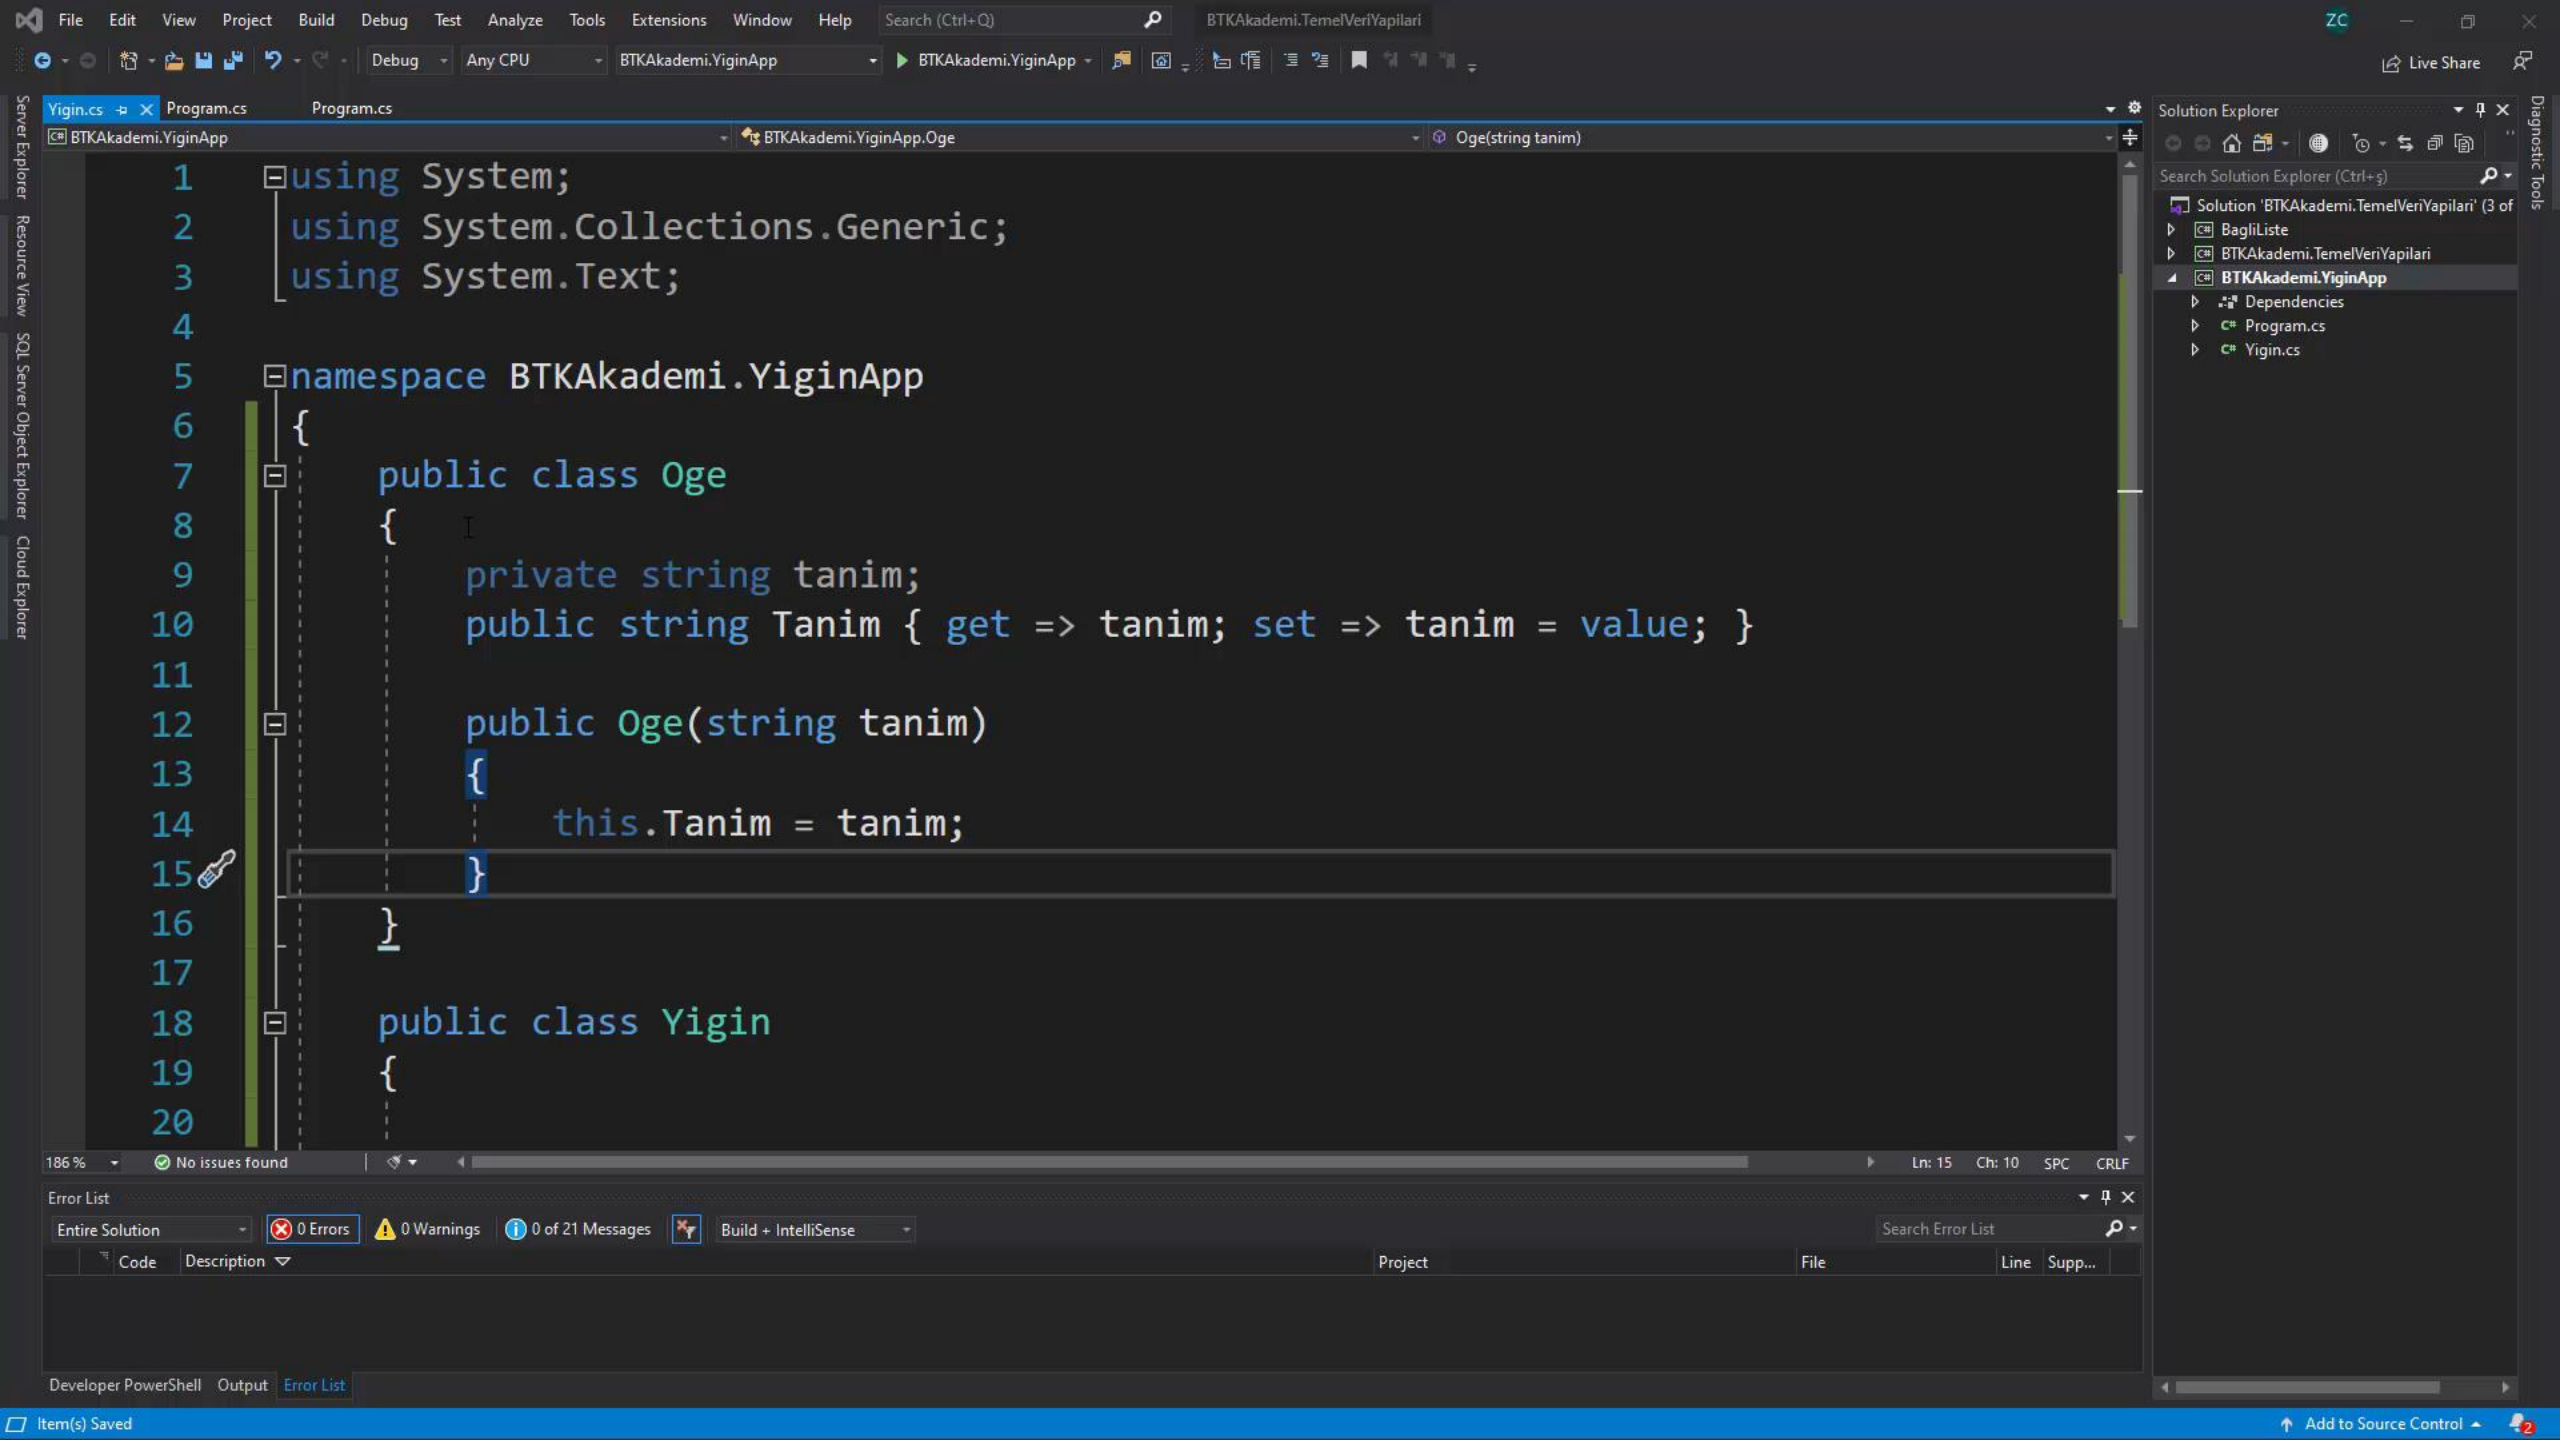 File Edit View Project Build Debug Test Analyze Tools Extensions Window Help Search (Ctrl+Q) BTKAkademi.TemelVeriYapilari ZC
Debug Any CPU BTKAkademi.YiginApp BTKAkademi.YiginApp Live Share
Server Explorer
Resource View
SQL Server Object Explorer
Cloud Explorer
Yigin.cs Program.cs Program.cs
BTKAkademi.YiginApp BTKAkademi.YiginApp.Oge Oge(string tanim)
1 using System;
2 using System.Collections.Generic;
3 using System.Text;
4
5 namespace BTKAkademi.YiginApp
6 {
7 public class Oge
8 {
9 private string tanim;
10 public string Tanim { get => tanim; set => tanim = value; }
11
12 public Oge(string tanim)
13 {
14 this.Tanim = tanim;
15 }
16 }
17
18 public class Yigin
19 {
20
186 % No issues found Ln: 15 Ch: 10 SPC CRLF
Error List
Entire Solution 0 Errors 0 Warnings 0 of 21 Messages Build + IntelliSense Search Error List
Code Description Project File Line Supp...
Developer PowerShell Output Error List
Solution Explorer
Search Solution Explorer (Ctrl+ş)
Solution 'BTKAkademi.TemelVeriYapilari' (3 of
C# BagliListe
C# BTKAkademi.TemelVeriYapilari
C# BTKAkademi.YiginApp
Dependencies
C# Program.cs
C# Yigin.cs
Diagnostic Tools
Item(s) Saved Add to Source Control 2